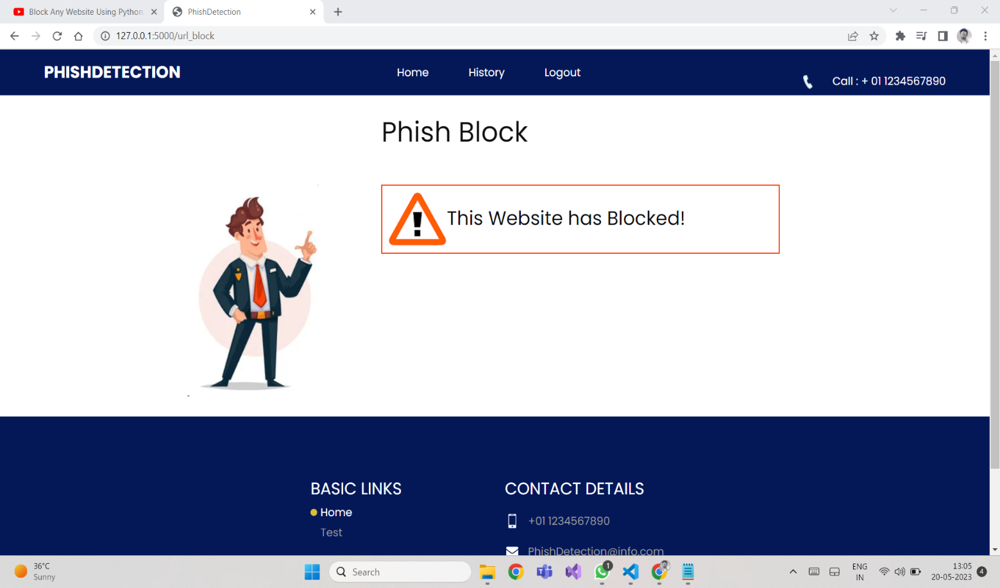 Block Any Website Using Python
PhishDetection
127.0.0.1:5000/url_block
PHISHDETECTION
Home
History
Logout
Call : + 01 1234567890
Phish Block
This Website has Blocked!
BASIC LINKS
Home
Test
CONTACT DETAILS
+01 1234567890
PhishDetection@info.com
36°C
Sunny
Search
1
ENG
IN
13:05
20-05-2023
4